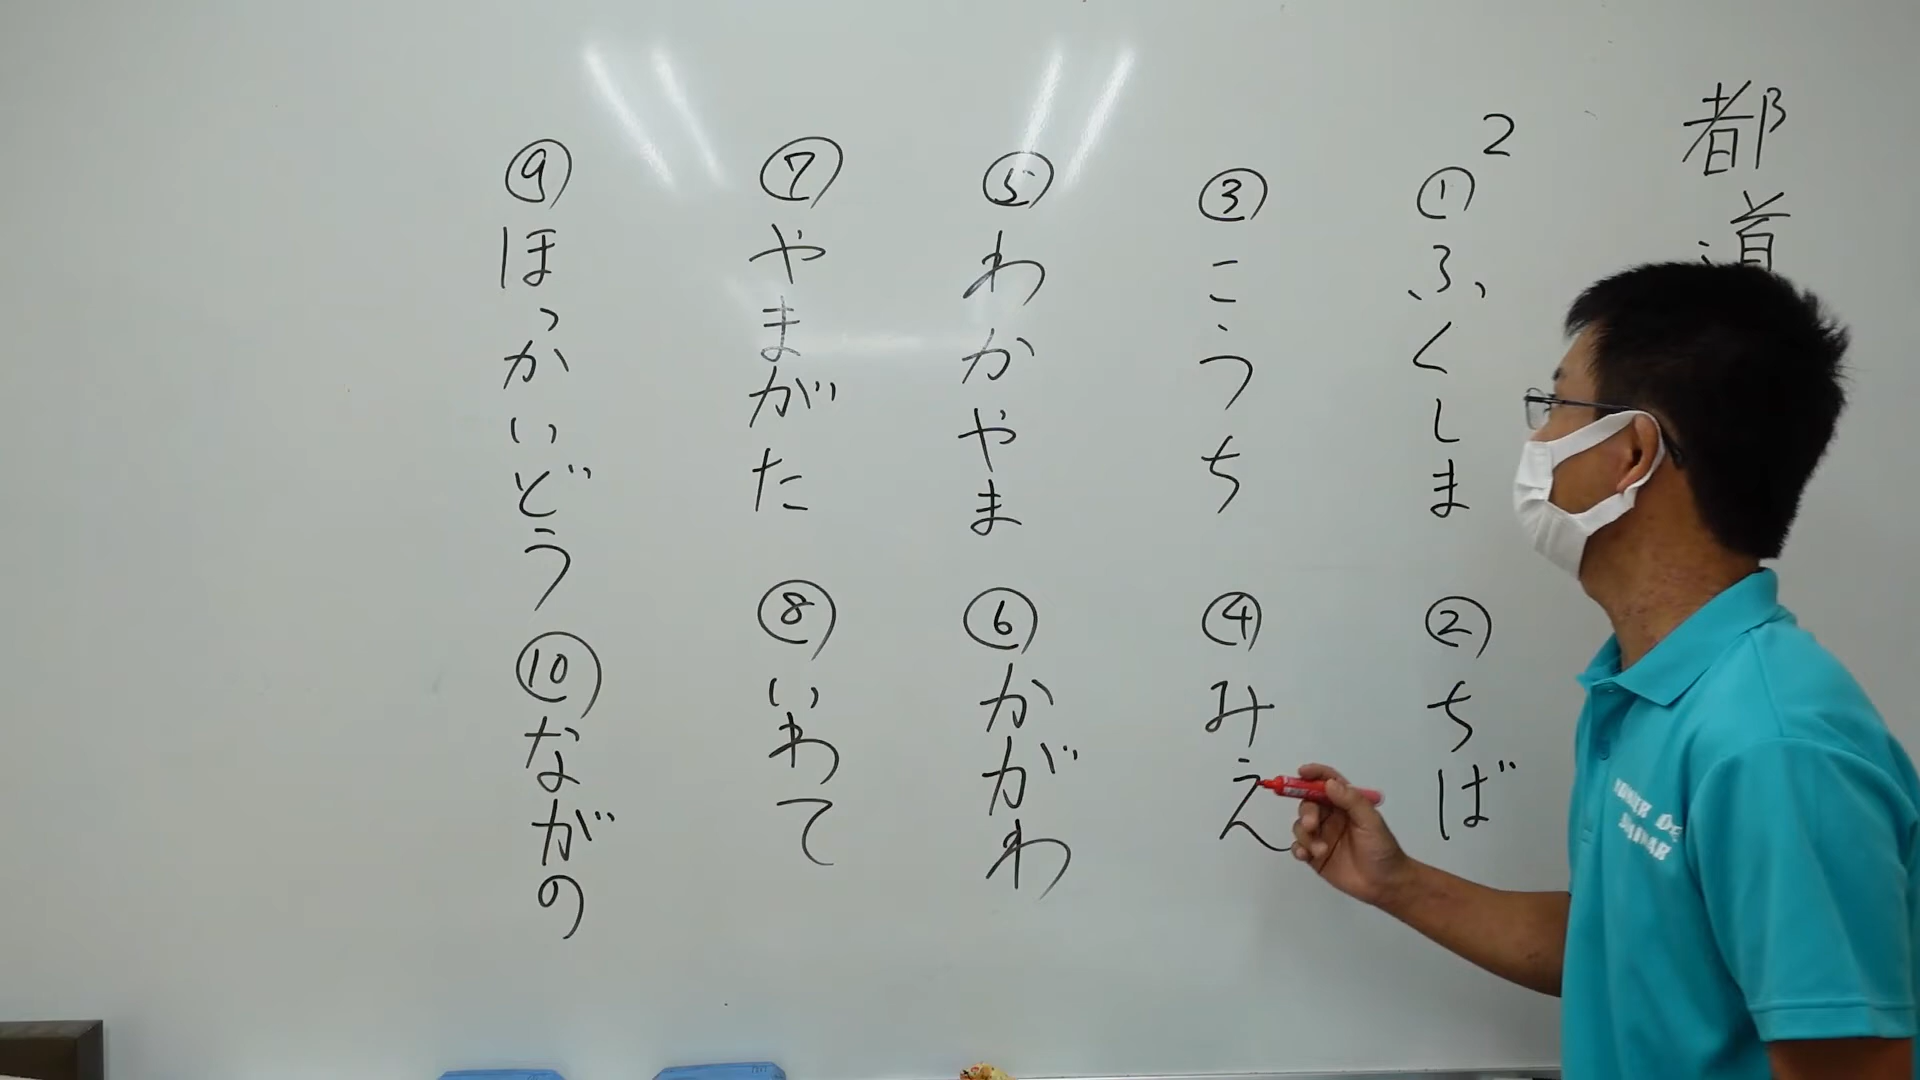 都道
2
①ふくしま
②ちば
③こうち
④みえ
⑤わかやま
⑥かがわ
⑦やまがた
⑧いわて
⑨ほっかいどう
⑩ながの